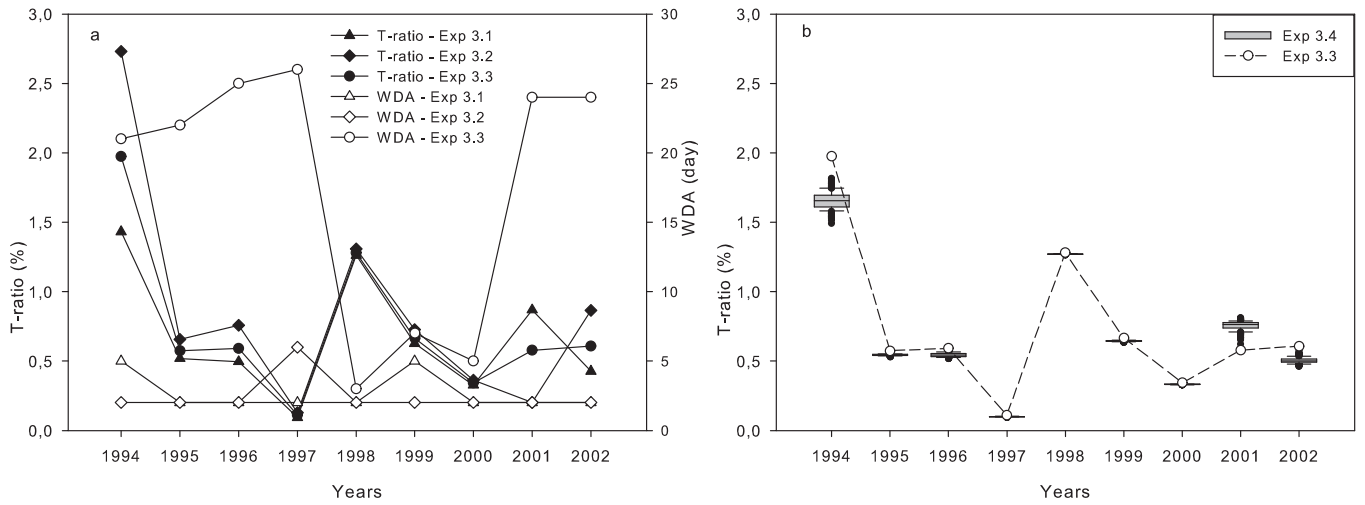 3,0
2,5
2,0
1,5
1,0
0,5
0,0
T-ratio (%)
a
T-ratio - Exp 3.1
T-ratio - Exp 3.2
T-ratio - Exp 3.3
WDA - Exp 3.1
WDA - Exp 3.2
WDA - Exp 3.3
30
25
20
15
10
5
0
WDA (day)
1994 1995 1996 1997 1998 1999 2000 2001 2002
Years
3,0
2,5
2,0
1,5
1,0
0,5
0,0
T-ratio (%)
b
Exp 3.4
Exp 3.3
1994 1995 1996 1997 1998 1999 2000 2001 2002
Years